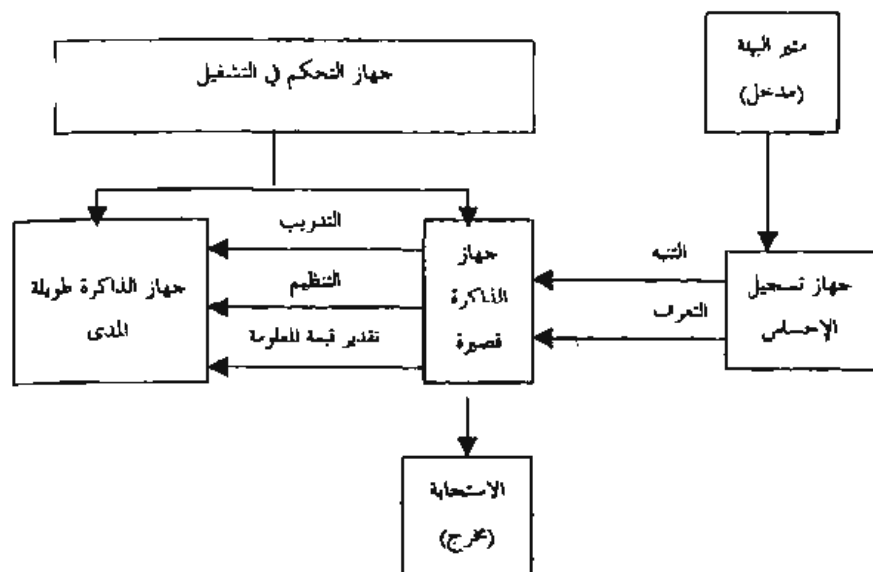 مثير البيئة
(مدخل)
جهاز التحكم في التشغيل
جهاز تسجيل
الإحساس
التنبه
التعرف
جهاز
الذاكرة
قصيرة
التدريب
التنظيم
تقدير قيمة المعلومة
جهاز الذاكرة طويلة
المدى
الاستجابة
(مخرج)